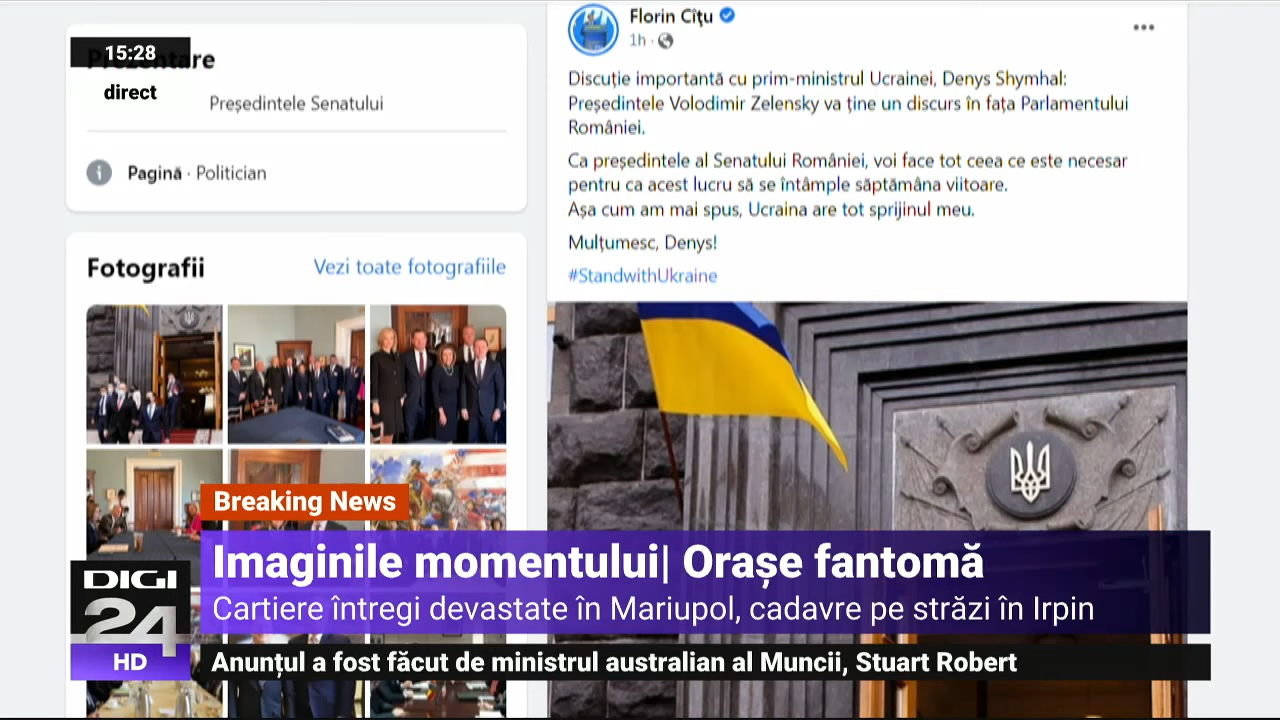 15:28
direct
Prezentare
Președintele Senatului
Pagină · Politician
Fotografii
Vezi toate fotografiile
Florin Cîțu
1h ·
Discuție importantă cu prim-ministrul Ucrainei, Denys Shymhal:
Președintele Volodimir Zelensky va ține un discurs în fața Parlamentului
României.
Ca președintele al Senatului României, voi face tot ceea ce este necesar
pentru ca acest lucru să se întâmple săptămâna viitoare.
Așa cum am mai spus, Ucraina are tot sprijinul meu.
Mulțumesc, Denys!
#StandwithUkraine
Breaking News
Imaginile momentului| Orașe fantomă
Cartiere întregi devastate în Mariupol, cadavre pe străzi în Irpin
DIGI
24
HD
Anunțul a fost făcut de ministrul australian al Muncii, Stuart Robert